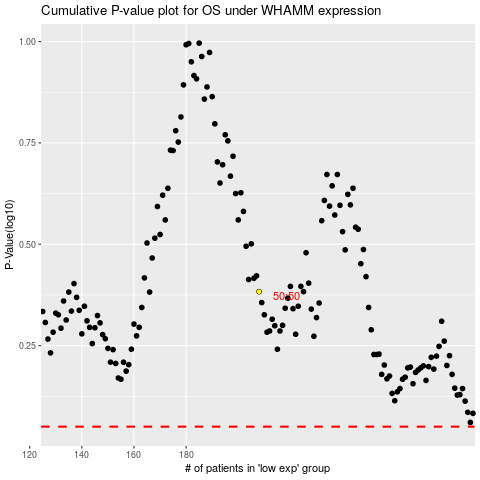 Cumulative P-value plot for OS under WHAMM expression
P-Value(log10)
1.00
0.75
0.50
0.25
50:50
120 140 160 180
# of patients in 'low exp' group